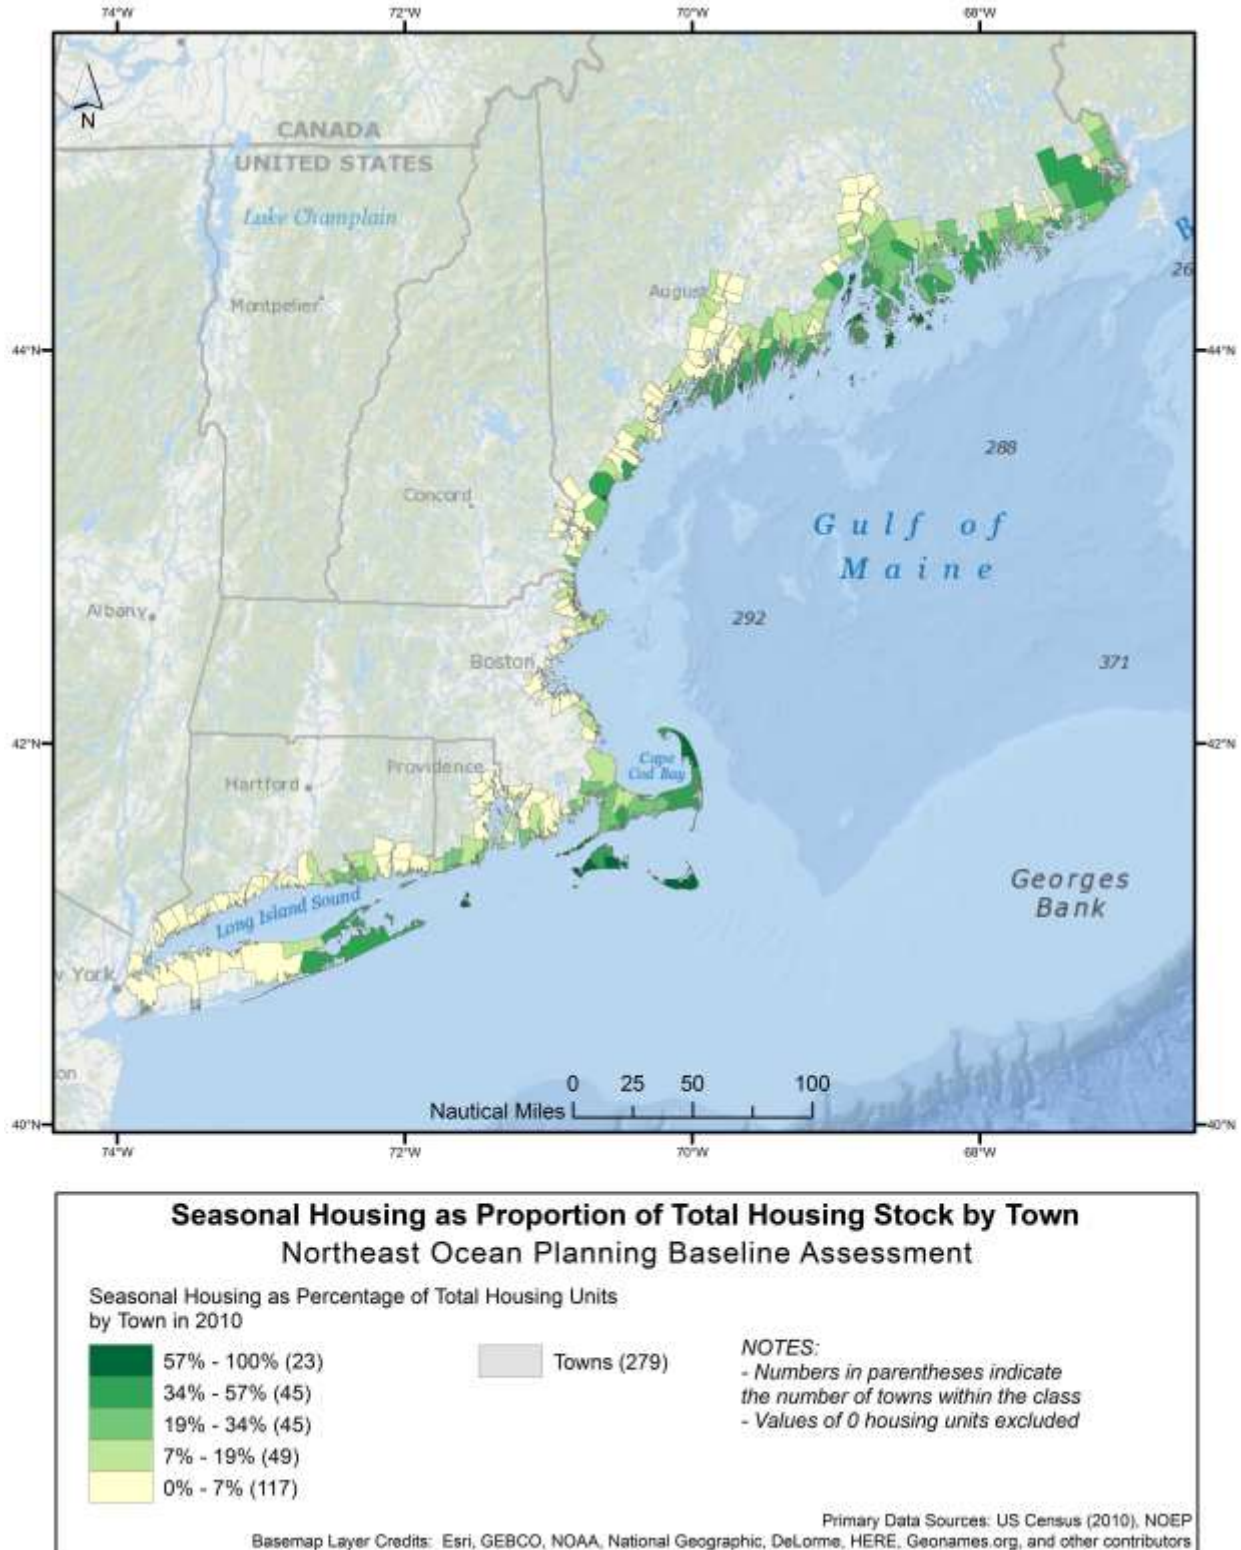 74°W 72°W 70°W 68°W
N
CANADA
UNITED STATES
Lake Champlain
Montpelier
August
26
44°N 44°N
288
Concord
Gulf of
Maine
Albany
292
Boston
371
42°N 42°N
Cape
Cod Bay
Providence
Hartford
Georges
Bank
Long Island Sound
York
on
0 25 50 100
Nautical Miles
40°N 40°N
74°W 72°W 70°W 68°W
Seasonal Housing as Proportion of Total Housing Stock by Town
Northeast Ocean Planning Baseline Assessment
Seasonal Housing as Percentage of Total Housing Units
by Town in 2010
57% - 100% (23)
34% - 57% (45)
19% - 34% (45)
7% - 19% (49)
0% - 7% (117)
Towns (279)
NOTES:
- Numbers in parentheses indicate
the number of towns within the class
- Values of 0 housing units excluded
Primary Data Sources: US Census (2010), NOEP
Basemap Layer Credits: Esri, GEBCO, NOAA, National Geographic, DeLorme, HERE, Geonames.org, and other contributors